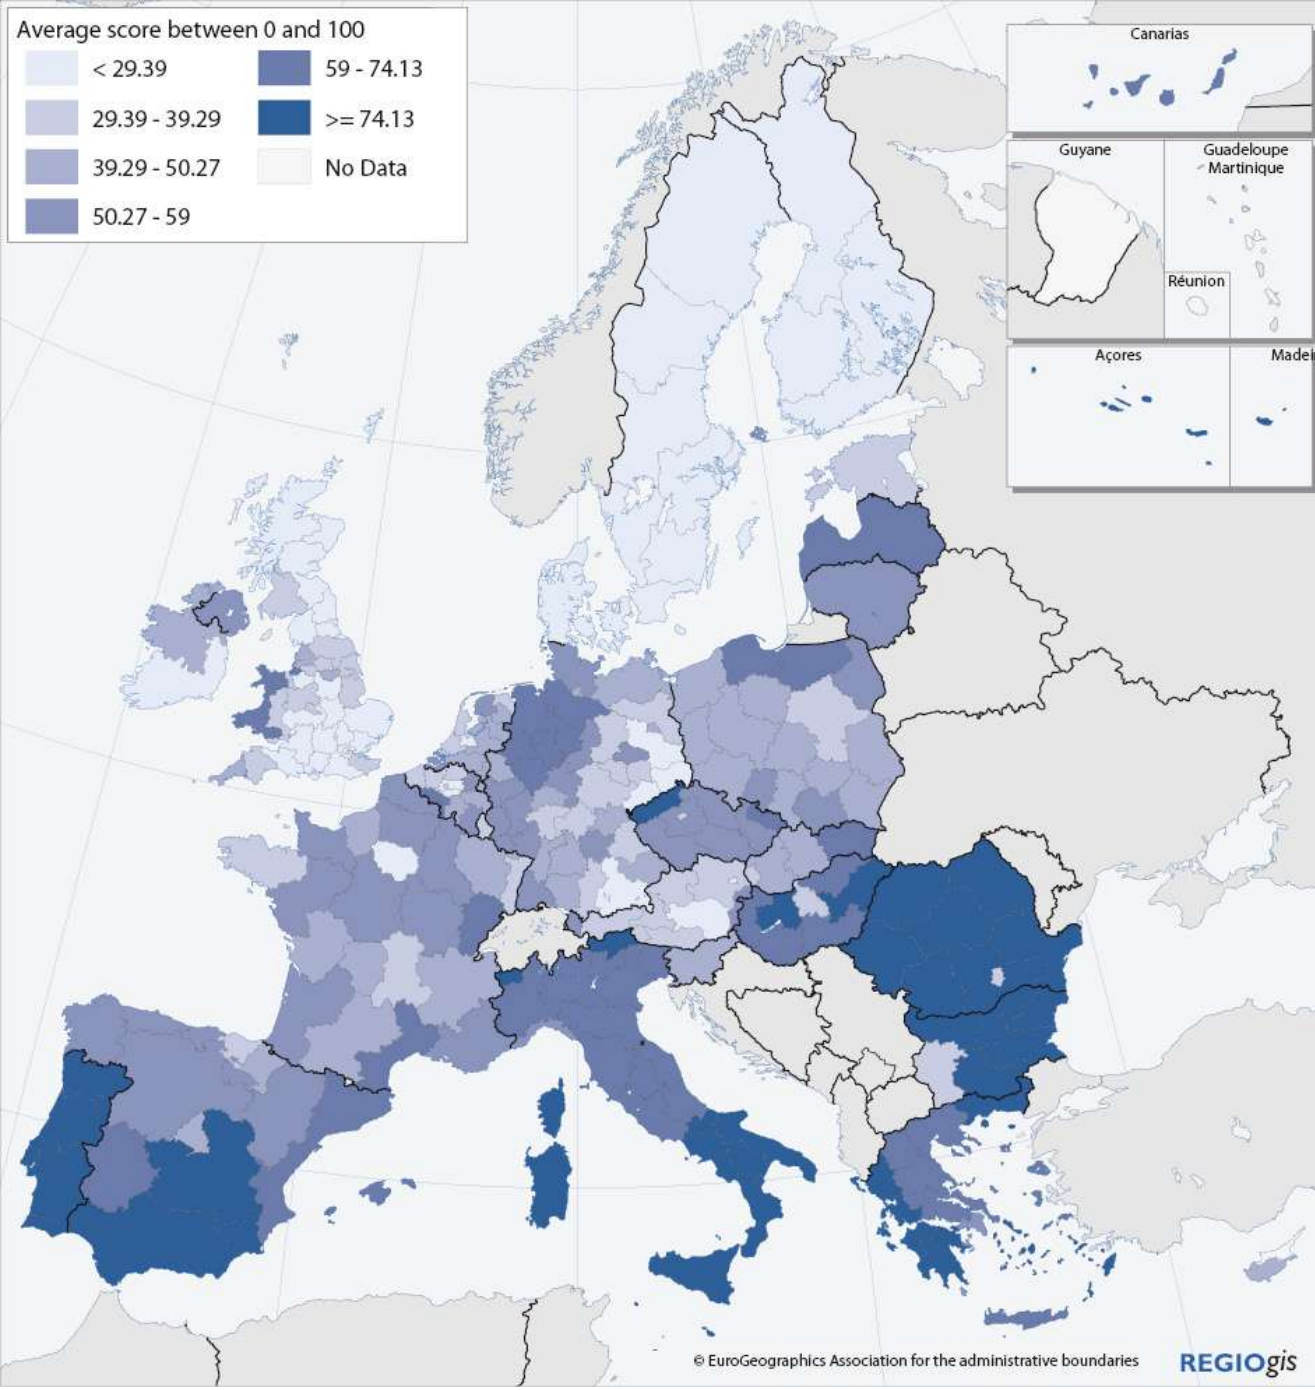 Average score between 0 and 100
< 29.39
29.39 - 39.29
39.29 - 50.27
50.27 - 59
59 - 74.13
>= 74.13
No Data
Canarias
Guyane
Guadeloupe
Martinique
Réunion
Açores
Madei
© EuroGeographics Association for the administrative boundaries
REGIOgis